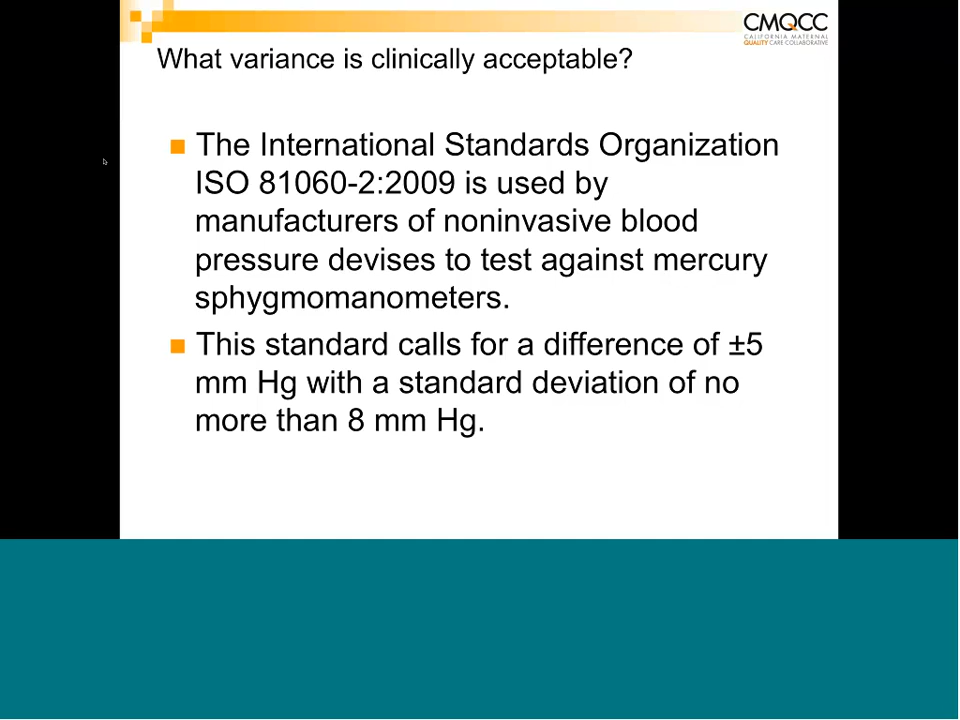 CMQCC
CALIFORNIA MATERNAL
QUALITY CARE COLLABORATIVE
What variance is clinically acceptable?
The International Standards Organization
ISO 81060-2:2009 is used by
manufacturers of noninvasive blood
pressure devises to test against mercury
sphygmomanometers.
This standard calls for a difference of ±5
mm Hg with a standard deviation of no
more than 8 mm Hg.